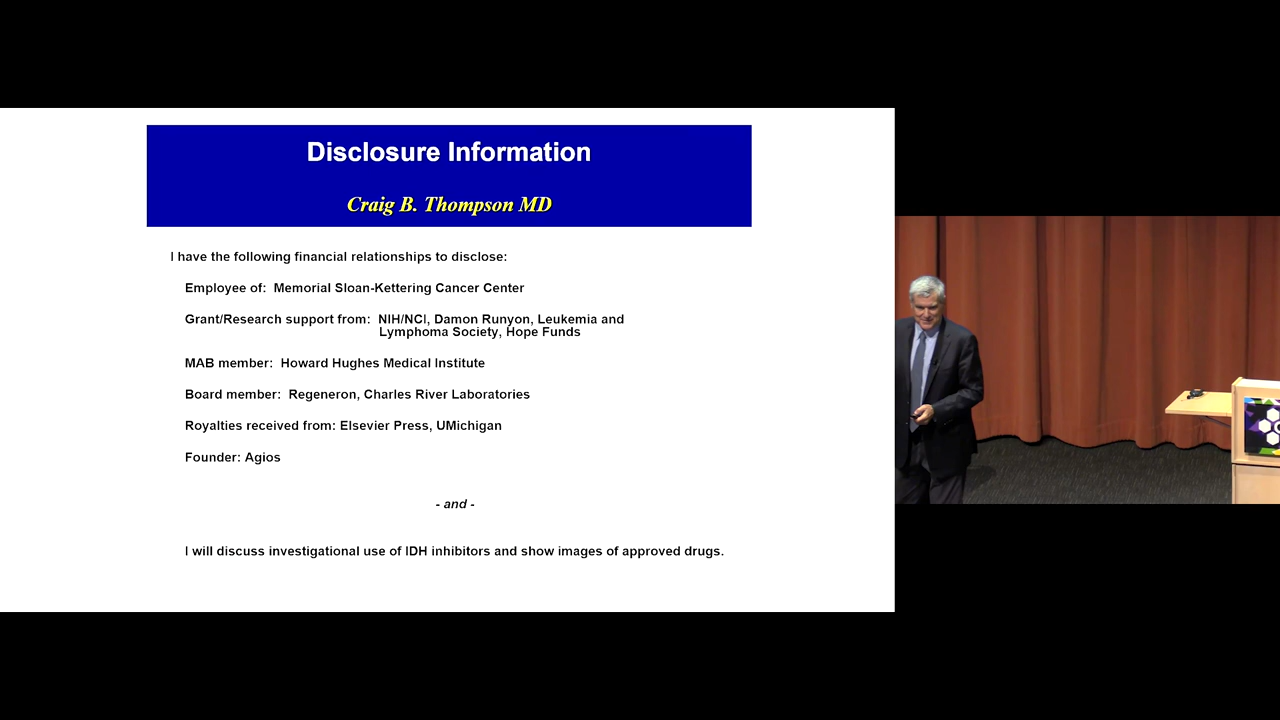 Disclosure Information
Craig B. Thompson MD
I have the following financial relationships to disclose:
Employee of: Memorial Sloan-Kettering Cancer Center
Grant/Research support from: NIH/NCI, Damon Runyon, Leukemia and
Lymphoma Society, Hope Funds
MAB member: Howard Hughes Medical Institute
Board member: Regeneron, Charles River Laboratories
Royalties received from: Elsevier Press, UMichigan
Founder: Agios
- and -
I will discuss investigational use of IDH inhibitors and show images of approved drugs.